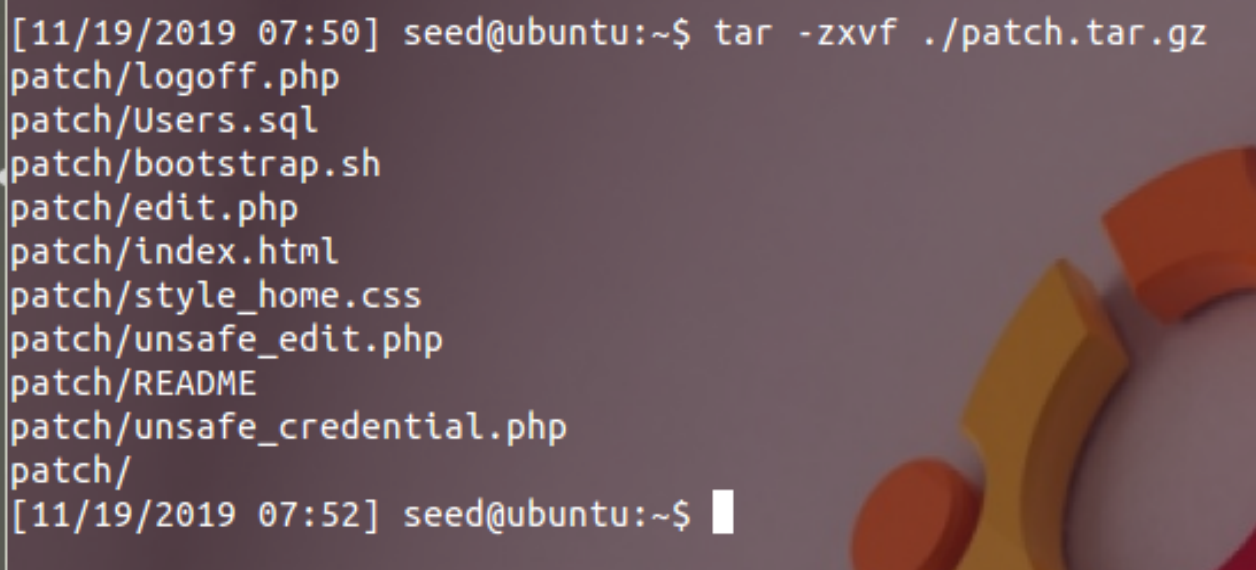 [11/19/2019 07:50] seed@ubuntu:~$ tar -zxvf ./patch.tar.gz
patch/logoff.php
patch/Users.sql
patch/bootstrap.sh
patch/edit.php
patch/index.html
patch/style_home.css
patch/unsafe_edit.php
patch/README
patch/unsafe_credential.php
patch/
[11/19/2019 07:52] seed@ubuntu:~$